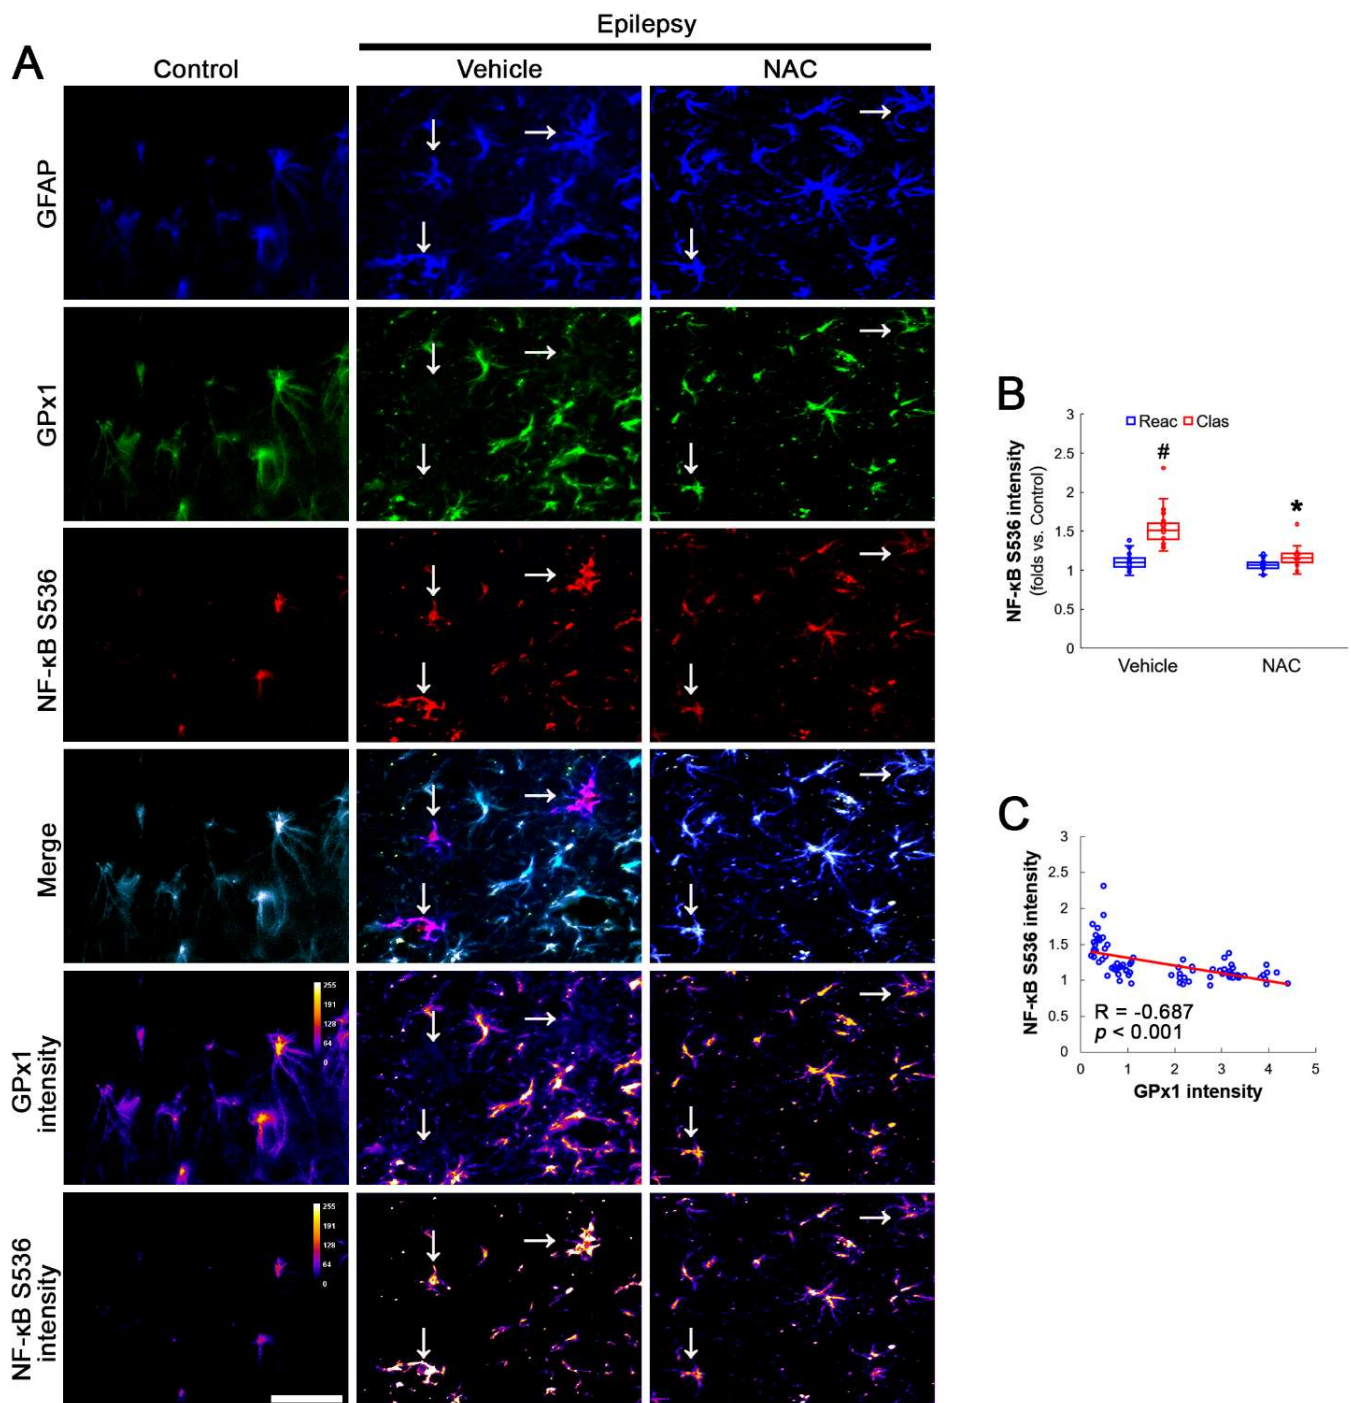 Epilepsy
A
Control
Vehicle
NAC
GFAP
GPx1
NF-κB S536
Merge
GPx1
intensity
255
191
128
64
0
NF-κB S536
intensity
255
191
128
64
0
B
NF-κB S536 intensity
(folds vs. Control)
3
2.5
2
1.5
1
0.5
0
Reac
Clas
#
*
Vehicle
NAC
C
NF-κB S536 intensity
3
2.5
2
1.5
1
0.5
0
R = -0.687
p < 0.001
0 1 2 3 4 5
GPx1 intensity